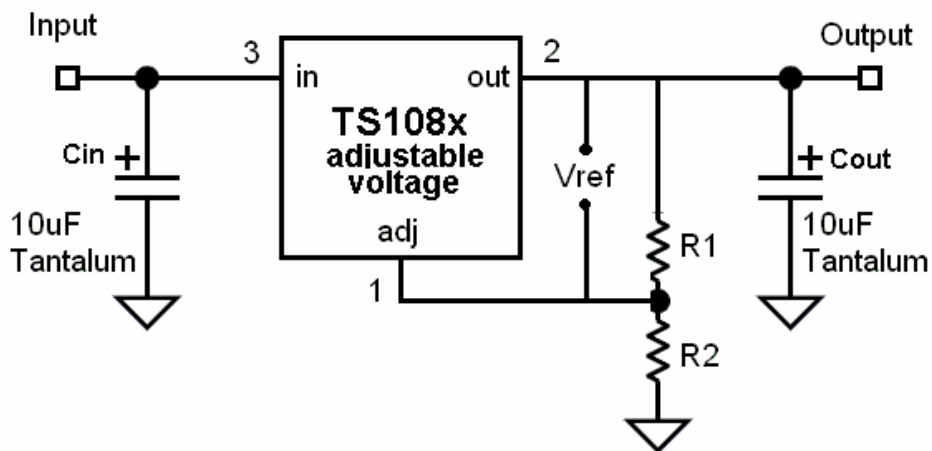 Input
Output
3
2
in
out
TS108x
adiustable
voltage
adj
1
Cin +
10uF
Tantalum
Vref
R1
R2
+ Cout
10uF
Tantalum